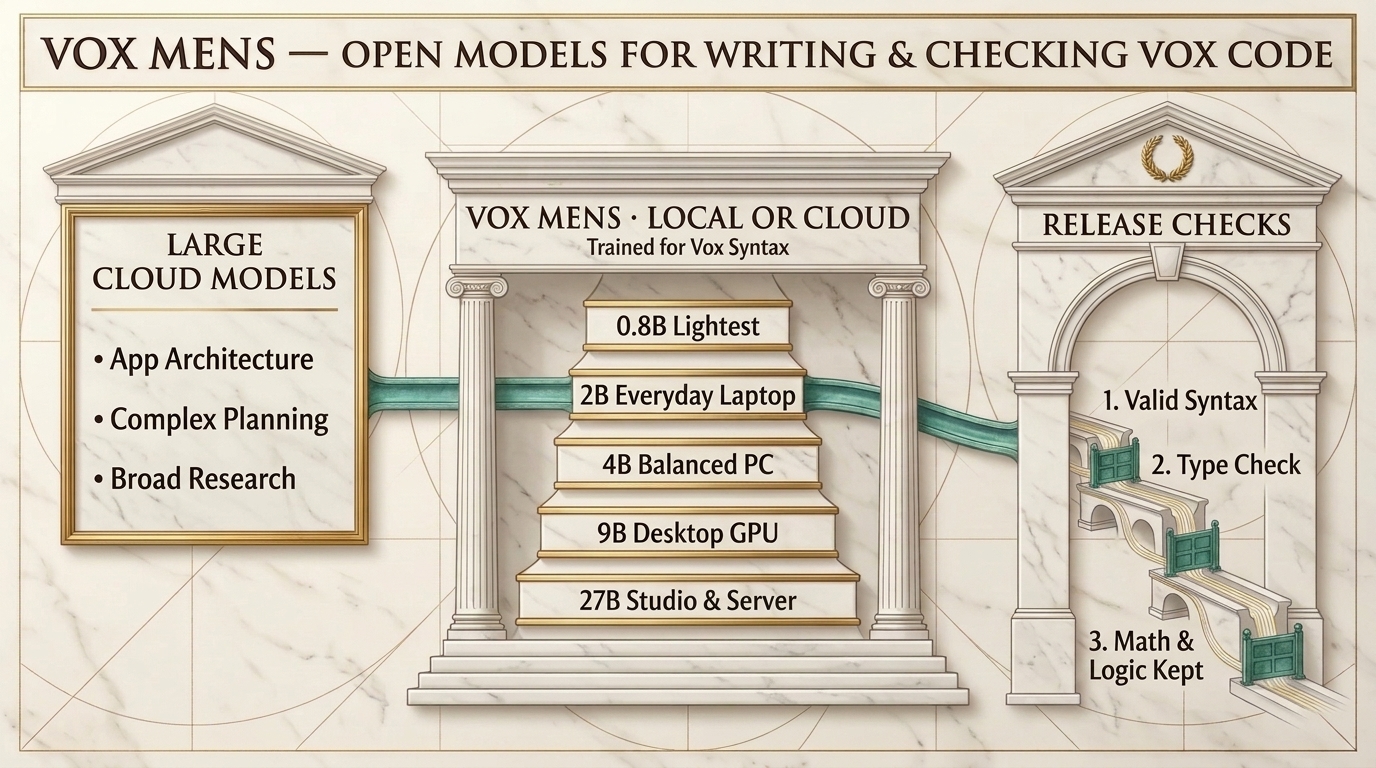 VOX MENS — OPEN MODELS FOR WRITING & CHECKING VOX CODE
LARGE
CLOUD MODELS
• App Architecture
• Complex Planning
• Broad Research
VOX MENS · LOCAL OR CLOUD
Trained for Vox Syntax
0.8B Lightest
2B Everyday Laptop
4B Balanced PC
9B Desktop GPU
27B Studio & Server
RELEASE CHECKS
1. Valid Syntax
2. Type Check
3. Math &
Logic Kept